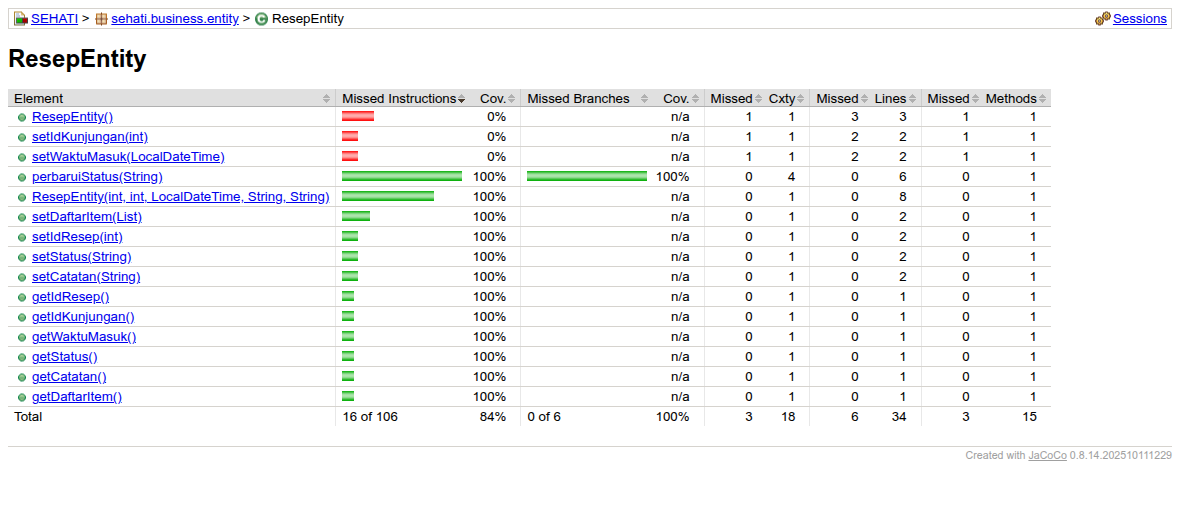 SEHATI > sehati.business.entity > ResepEntity Sessions
ResepEntity
Element Missed Instructions Cov. Missed Branches Cov. Missed Cxty Missed Lines Missed Methods
ResepEntity() 0% n/a 1 1 3 3 1 1
setIdKunjungan(int) 0% n/a 1 1 2 2 1 1
setWaktuMasuk(LocalDateTime) 0% n/a 1 1 2 2 1 1
perbaruiStatus(String) 100% 100% 0 4 0 6 0 1
ResepEntity(int, int, LocalDateTime, String, String) 100% n/a 0 1 0 8 0 1
setDaftarItem(List) 100% n/a 0 1 0 2 0 1
setIdResep(int) 100% n/a 0 1 0 2 0 1
setStatus(String) 100% n/a 0 1 0 2 0 1
setCatatan(String) 100% n/a 0 1 0 2 0 1
getIdResep() 100% n/a 0 1 0 1 0 1
getIdKunjungan() 100% n/a 0 1 0 1 0 1
getWaktuMasuk() 100% n/a 0 1 0 1 0 1
getStatus() 100% n/a 0 1 0 1 0 1
getCatatan() 100% n/a 0 1 0 1 0 1
getDaftarItem() 100% n/a 0 1 0 1 0 1
Total 16 of 106 84% 0 of 6 100% 3 18 6 34 3 15
Created with JaCoCo 0.8.14.202510111229